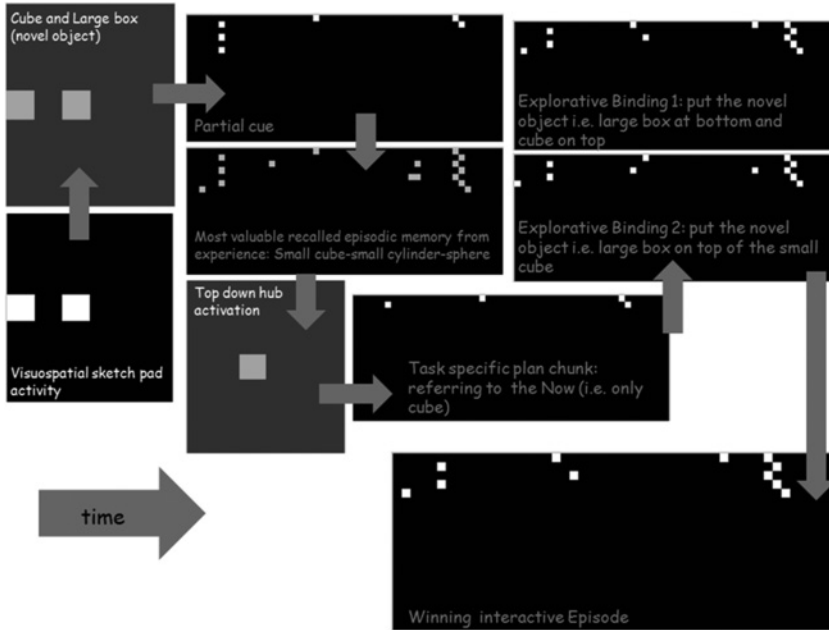 Cube and Large box
(novel object)
Partial cue
Explorative Binding 1: put the novel
object i.e. large box at bottom and
cube on top
Most valuable recalled episodic memory from
experience: Small cube-small cylinder-sphere
Explorative Binding 2: put the novel
object i.e. large box on top of the small
cube
Visuospatial sketch pad
activity
Top down hub
activation
Task specific plan chunk:
referring to the Now (i.e. only
cube)
time
Winning interactive Episode